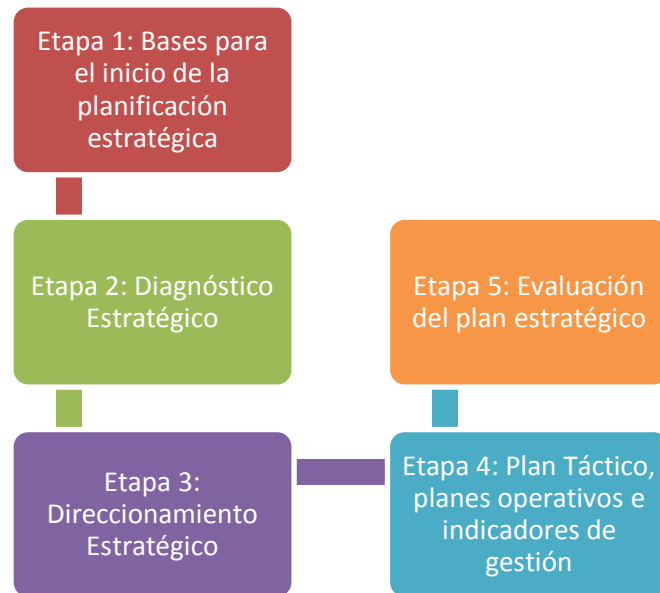 Etapa 1: Bases para
el inicio de la
planificación
estratégica
Etapa 2: Diagnóstico
Estratégico
Etapa 3:
Direccionamiento
Estratégico
Etapa 4: Plan Táctico,
planes operativos e
indicadores de
gestión
Etapa 5: Evaluación
del plan estratégico